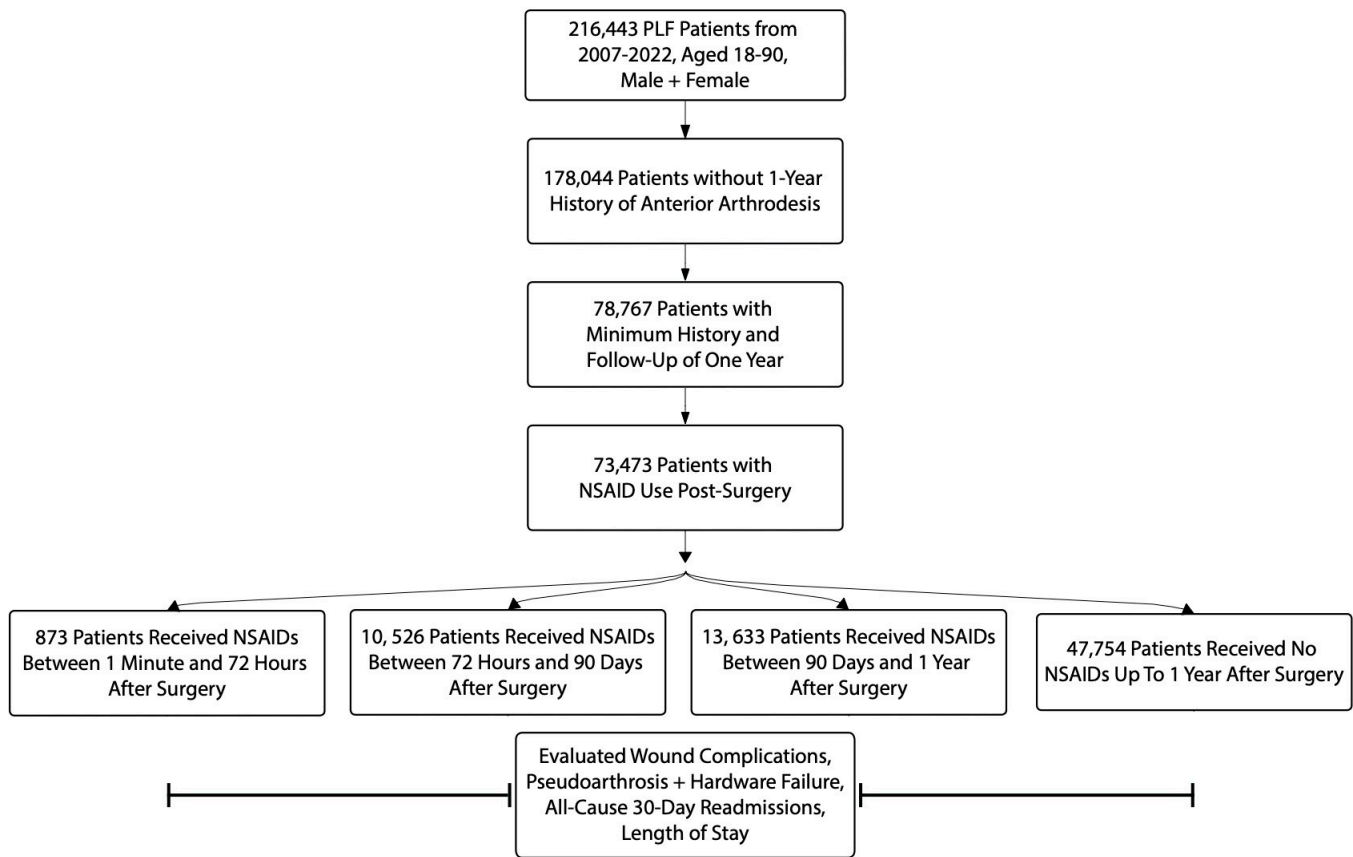 216,443 PLF Patients from
2007-2022, Aged 18-90,
Male + Female
178,044 Patients without 1-Year
History of Anterior Arthrodesis
78,767 Patients with
Minimum History and
Follow-Up of One Year
73,473 Patients with
NSAID Use Post-Surgery
873 Patients Received NSAIDs
Between 1 Minute and 72 Hours
After Surgery
10, 526 Patients Received NSAIDs
Between 72 Hours and 90 Days
After Surgery
13, 633 Patients Received NSAIDs
Between 90 Days and 1 Year
After Surgery
47,754 Patients Received No
NSAIDs Up To 1 Year After Surgery
Evaluated Wound Complications,
Pseudoarthrosis + Hardware Failure,
All-Cause 30-Day Readmissions,
Length of Stay